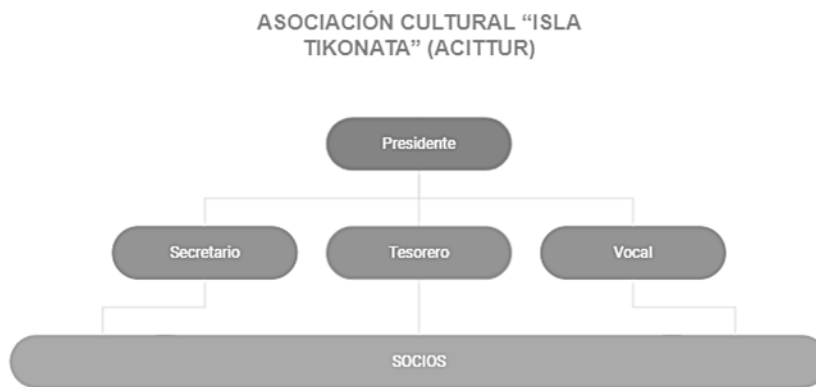 ASOCIACIÓN CULTURAL “ISLA
TIKONATA” (ACITTUR)
Presidente
Secretario
Tesorero
Vocal
SOCIOS